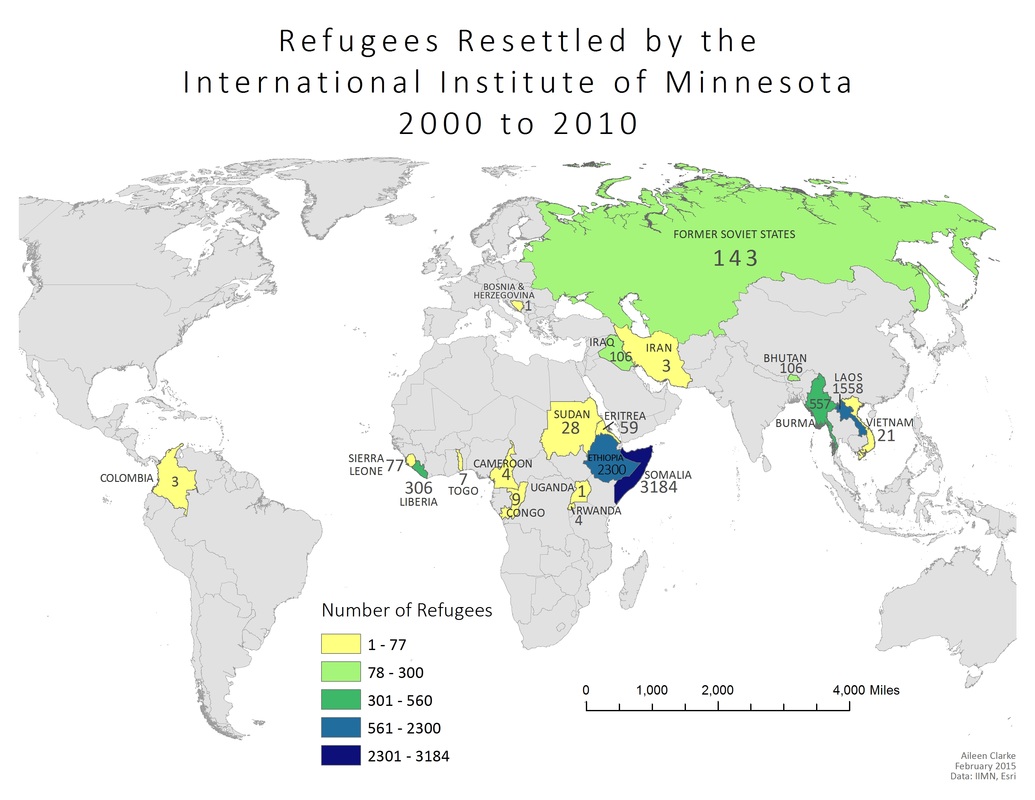 Refugees Resettled by the
International Institute of Minnesota
2000 to 2010
FORMER SOVIET STATES
143
BOSNIA &
HERZEGOVINA
1
IRAQ
106
IRAN
3
BHUTAN
106
LAOS
1558
557
BURMA
VIETNAM
21
SUDAN
28
ERITREA
59
ETHIOPIA
2300
SOMALIA
3184
SIERRA
LEONE
77
306
LIBERIA
7
TOGO
CAMEROON
4
9
CONGO
UGANDA
1
RWANDA
4
COLOMBIA
3
Number of Refugees
1 - 77
78 - 300
301 - 560
561 - 2300
2301 - 3184
0 1,000 2,000 4,000 Miles
Aileen Clarke
February 2015
Data: IIMN, Esri